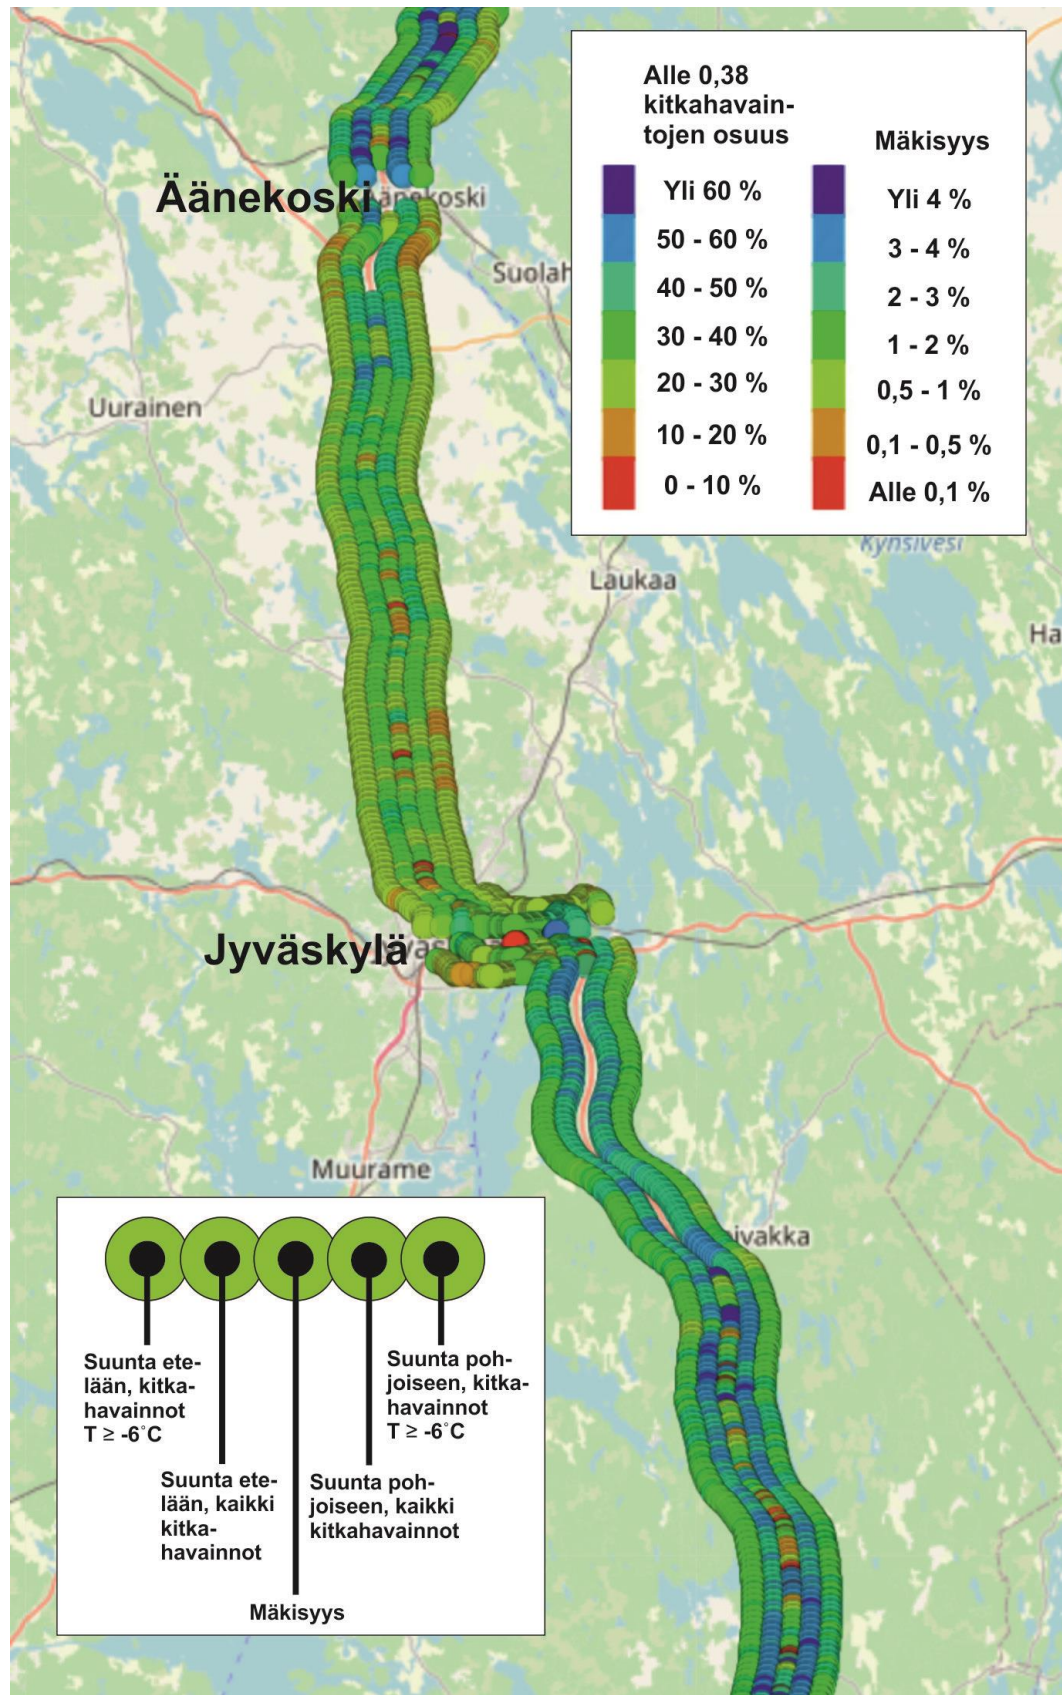 Alle 0,38
kitkahavain-
tojen osuus
Mäkisyys
Yli 60 %
50 - 60 %
40 - 50 %
30 - 40 %
20 - 30 %
10 - 20 %
0 - 10 %
Yli 4 %
3 - 4 %
2 - 3 %
1 - 2 %
0,5 - 1 %
0,1 - 0,5 %
Alle 0,1 %
Äänekoski
Suolah
Uurainen
Kynsivesi
Laukaa
Ha
Jyväskylä
Muurame
ivakka
Suunta ete-
lään, kitka-
havainnot
T ≥ -6°C
Suunta poh-
joiseen, kitka-
havainnot
T ≥ -6°C
Suunta ete-
lään, kaikki
kitka-
havainnot
Suunta poh-
joiseen, kaikki
kitkahavainnot
Mäkisyys